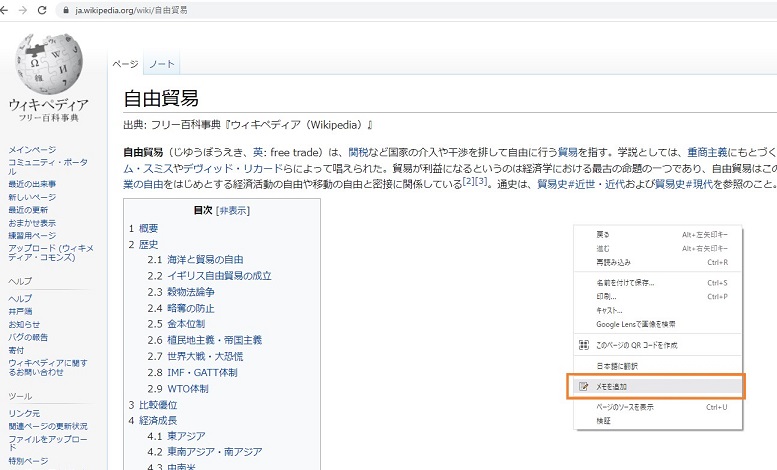 ja.wikipedia.org/wiki/自由貿易
ウィキペディア
フリー百科事典
メインページ
コミュニティ・ポータル
最近の出来事
新しいページ
最近の更新
おまかせ表示
練習用ページ
アップロード (ウィキメディア・コモンズ)
ヘルプ
ヘルプ
井戸端
お知らせ
バグの報告
寄付
ウィキペディアに関するお問い合わせ
ツール
リンク元
関連ページの更新状況
ファイルをアップロード
特別ページ
ページ ノート
自由貿易
出典: フリー百科事典『ウィキペディア（Wikipedia）』
自由貿易（じゆうぼうえき、英: free trade）は、関税など国家の介入や干渉を排して自由に行う貿易を指す。学説としては、重商主義にもとづく
ム・スミスやデヴィッド・リカードらによって唱えられた。貿易が利益になるというのは経済学における最古の命題の一つであり、自由貿易はこの
業の自由をはじめとする経済活動の自由や移動の自由と密接に関係している[2][3]。通史は、貿易史#近世・近代および貿易史#現代を参照のこと。
目次 [非表示]
1 概要
2 歴史
2.1 海洋と貿易の自由
2.2 イギリス自由貿易の成立
2.3 穀物法論争
2.4 略奪の防止
2.5 金本位制
2.6 植民地主義・帝国主義
2.7 世界大戦・大恐慌
2.8 IMF・GATT体制
2.9 WTO体制
3 比較優位
4 経済成長
4.1 東アジア
4.2 東南アジア・南アジア
4.3 中南米
戻る Alt+左矢印キー
進む Alt+右矢印キー
再読み込み Ctrl+R
名前を付けて保存... Ctrl+S
印刷... Ctrl+P
キャスト...
Google Lensで画像を検索
このページの QR コードを作成
日本語に翻訳
メモを追加
ページのソースを表示 Ctrl+U
検証